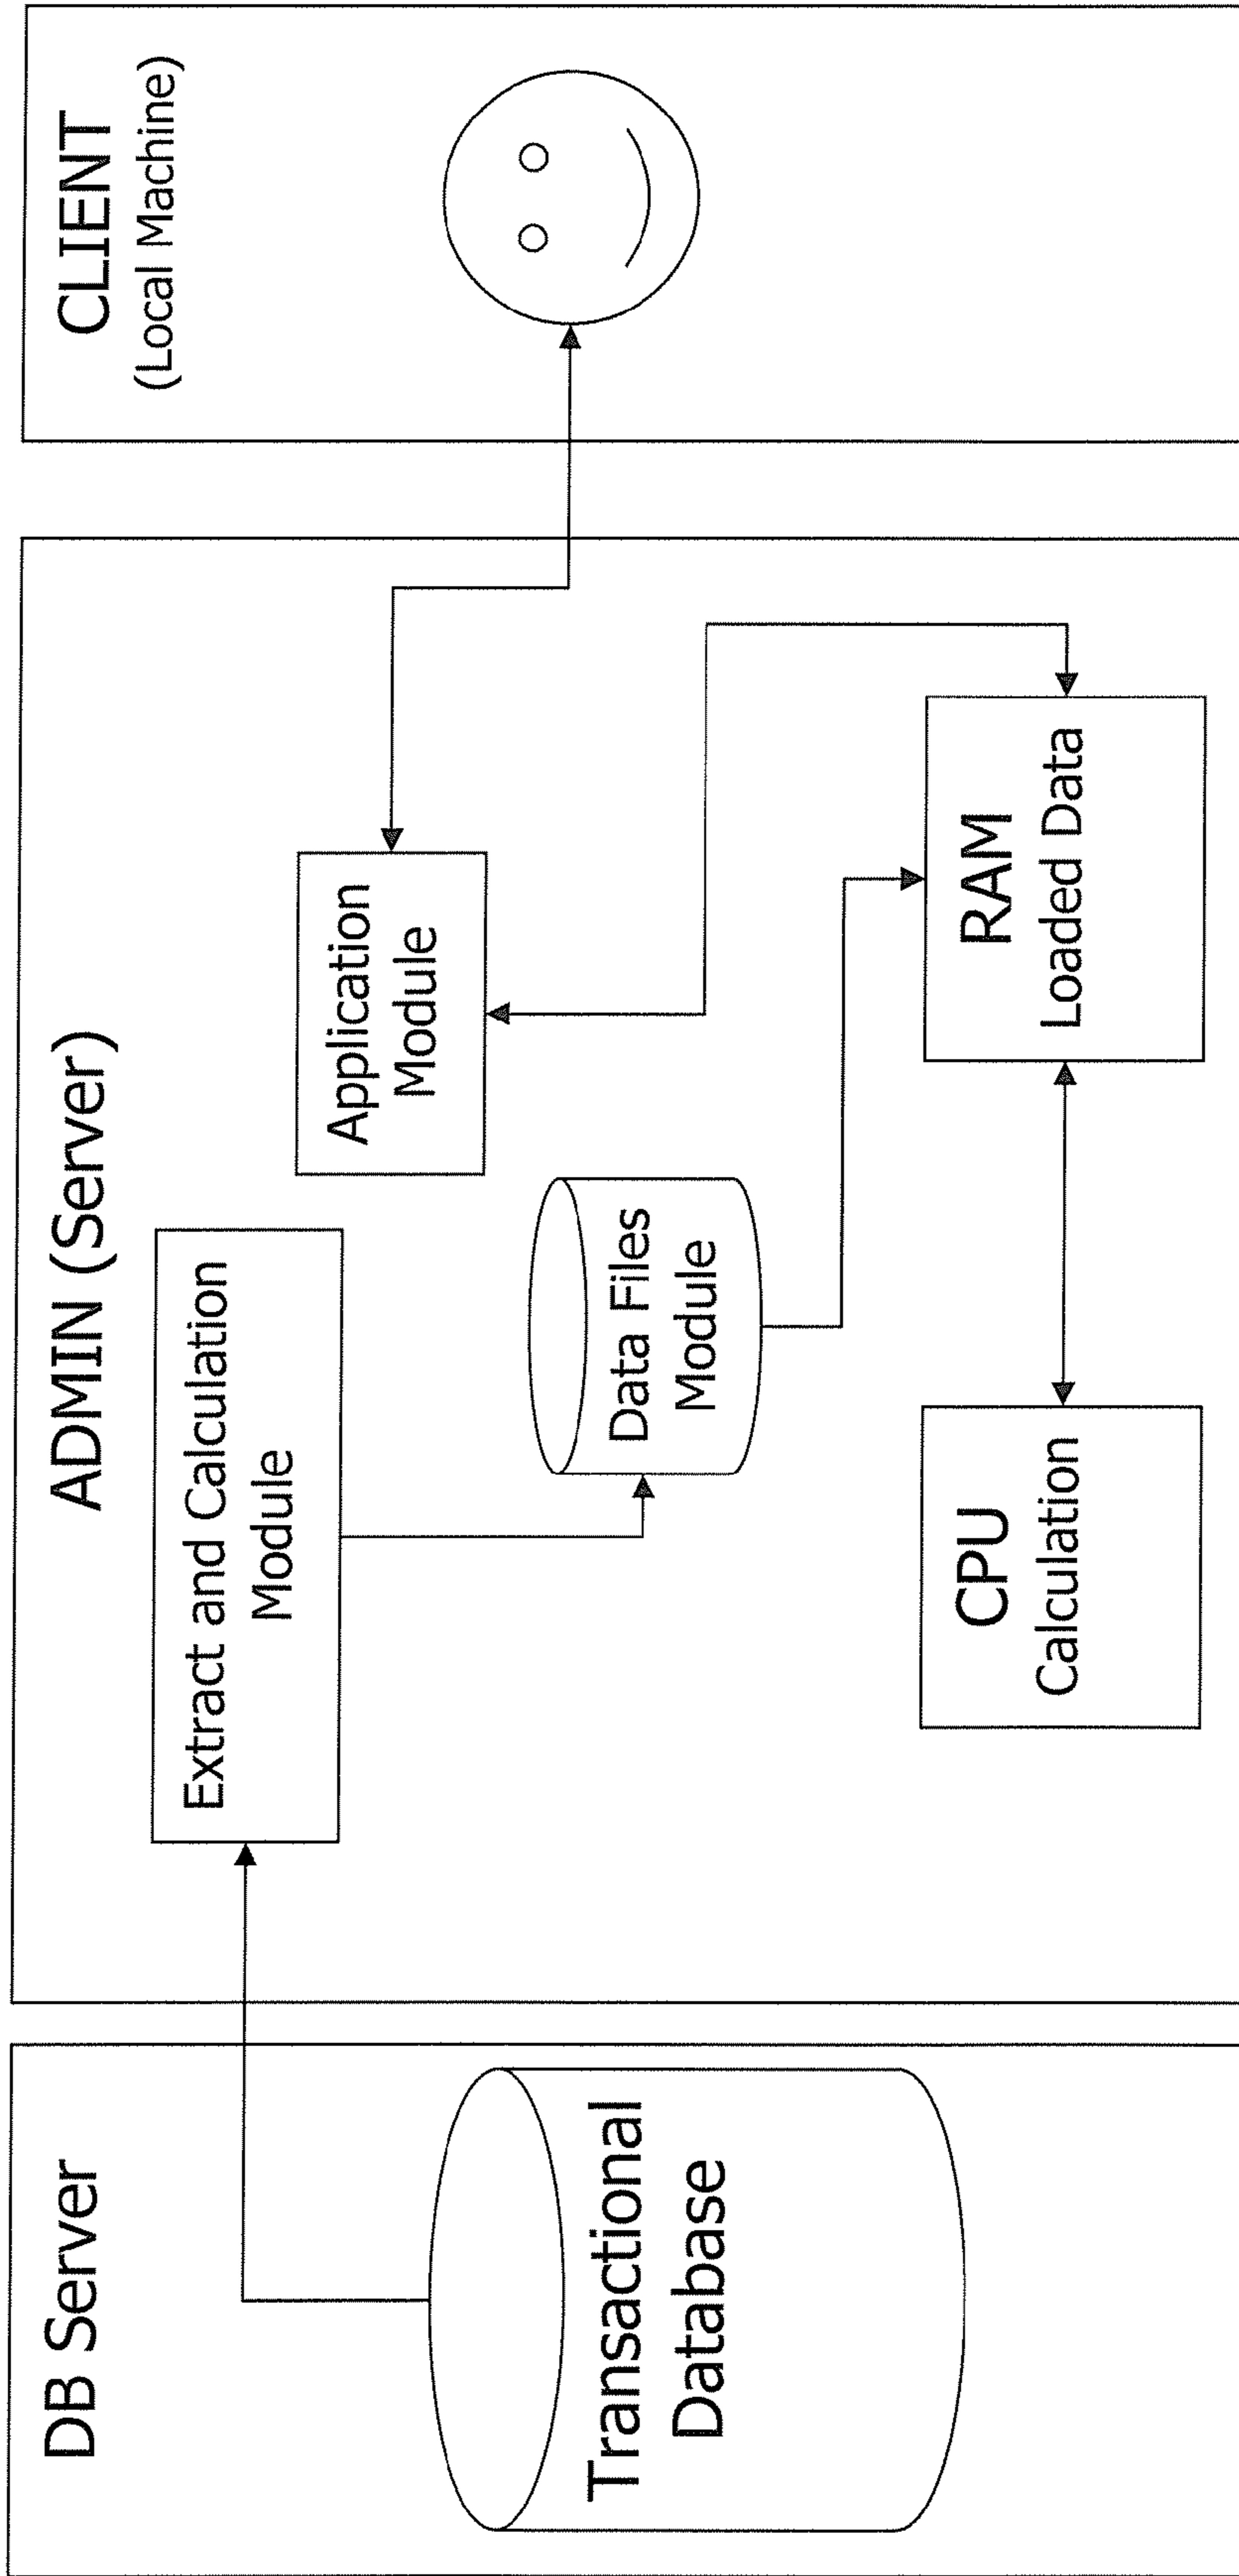 DB Server
Transactional
Database
ADMIN (Server)
Extract and Calculation
Module
Application
Module
Data Files
Module
CPU
Calculation
RAM
Loaded Data
CLIENT
(Local Machine)